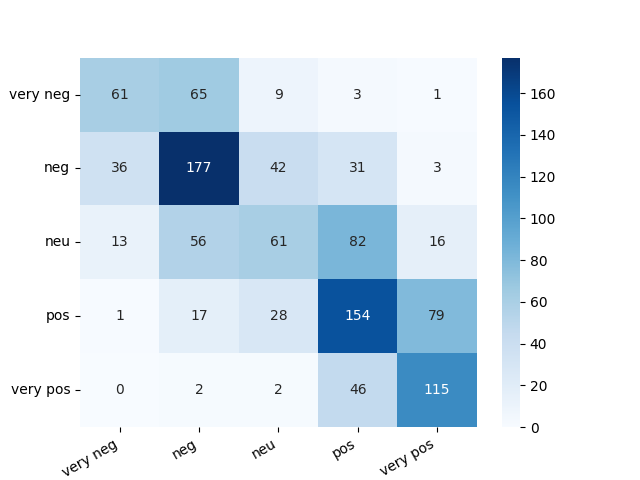 very neg 61 65 9 3 1
neg 36 177 42 31 3
neu 13 56 61 82 16
pos 1 17 28 154 79
very pos 0 2 2 46 115
very neg neg neu pos very pos
160
140
120
100
80
60
40
20
0